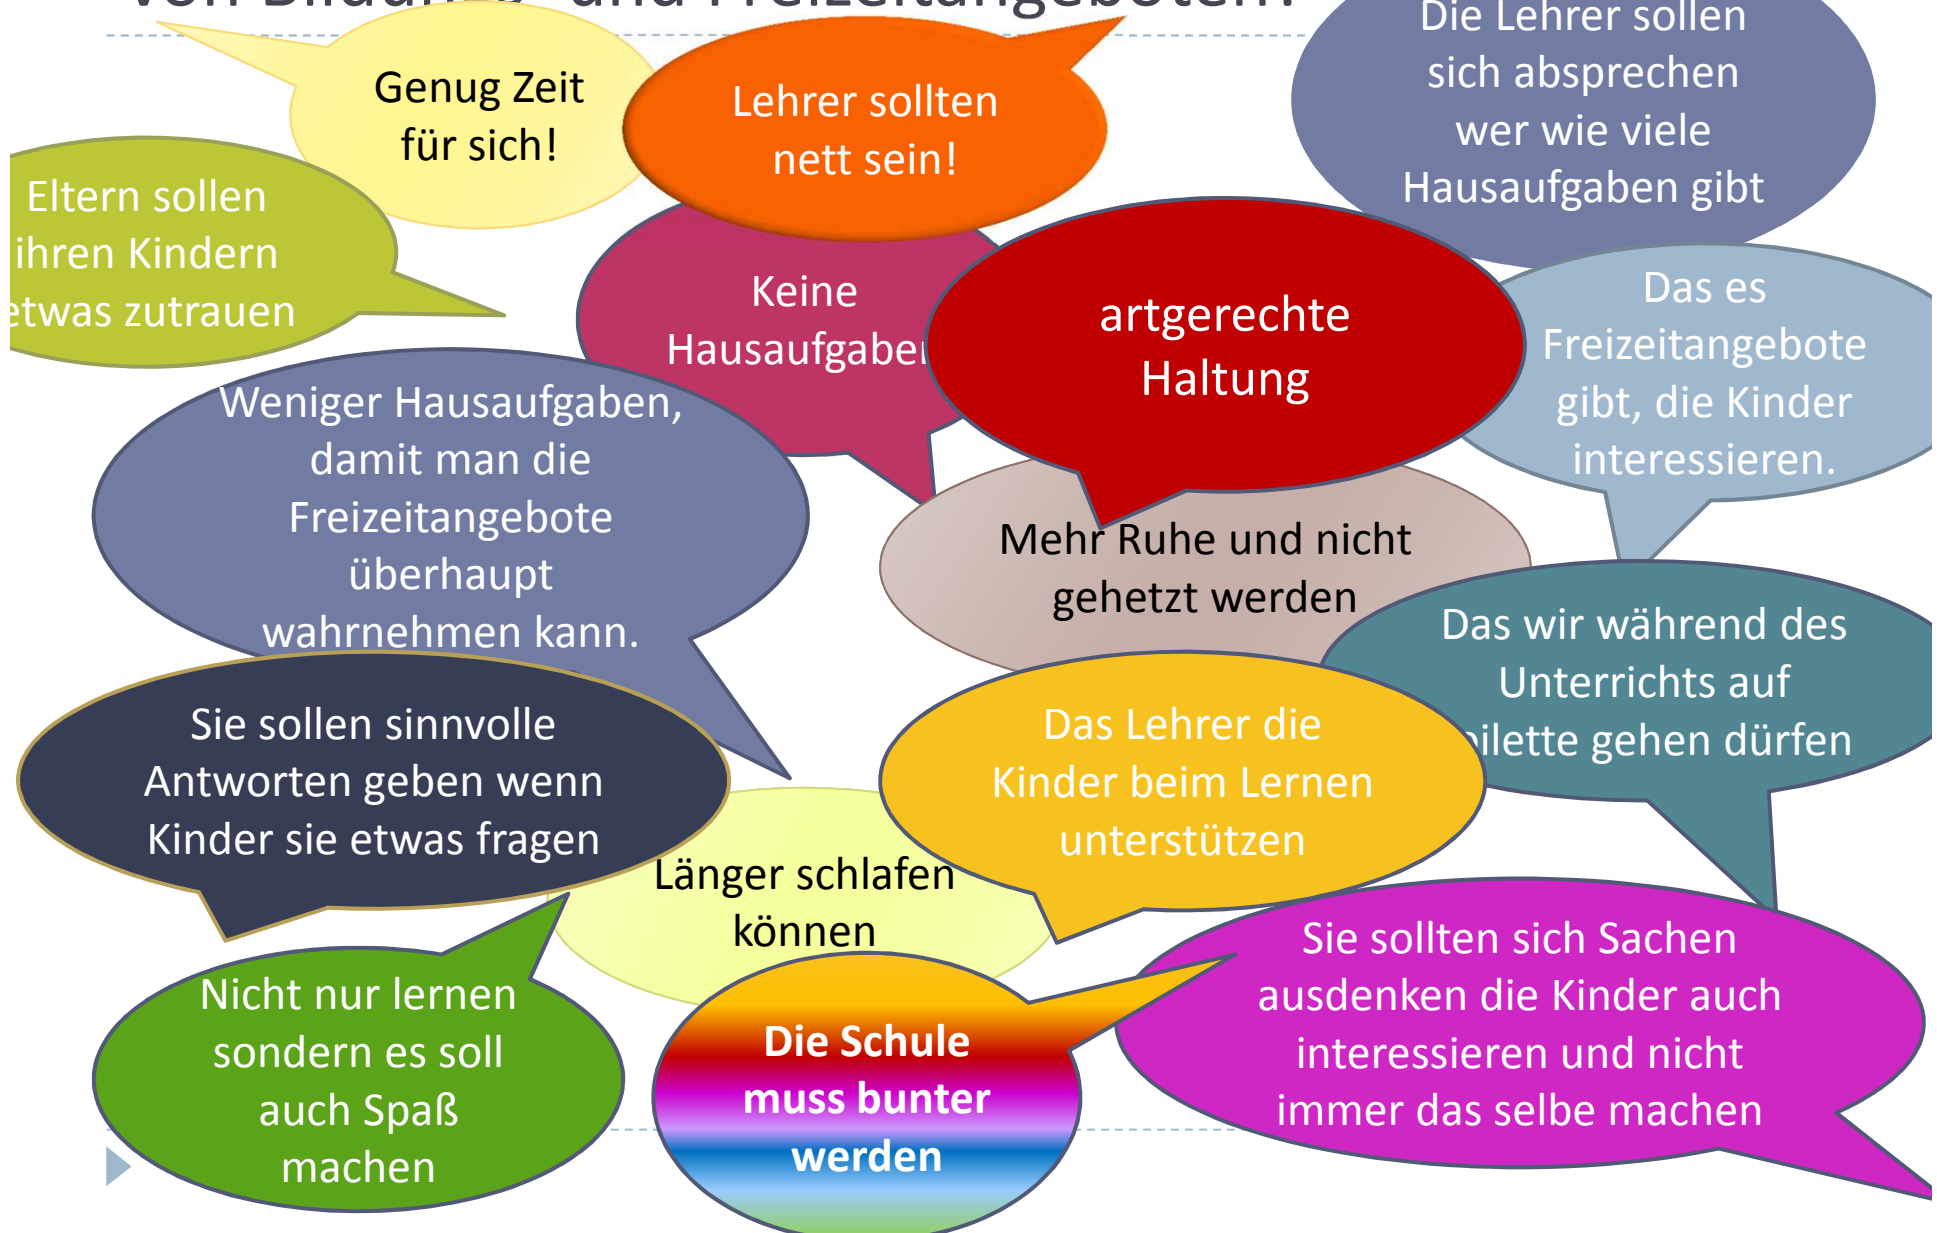 und Freizeitangeboten?
Genug Zeit
für sich!
Lehrer sollten
nett sein!
Die Lehrer sollen
sich absprechen
wer wie viele
Hausaufgaben gibt
Eltern sollen
ihren Kindern
etwas zutrauen
Keine
Hausaufgaben
artgerechte
Haltung
Das es
Freizeitangebote
gibt, die Kinder
interessieren.
Weniger Hausaufgaben,
damit man die
Freizeitangebote
überhaupt
wahrnehmen kann.
Mehr Ruhe und nicht
gehetzt werden
Das wir während des
Unterrichts auf
oilette gehen dürfen
Sie sollen sinnvolle
Antworten geben wenn
Kinder sie etwas fragen
Das Lehrer die
Kinder beim Lernen
unterstützen
Länger schlafen
können
Nicht nur lernen
sondern es soll
auch Spaß
machen
Die Schule
muss bunter
werden
Sie sollten sich Sachen
ausdenken die Kinder auch
interessieren und nicht
immer das selbe machen